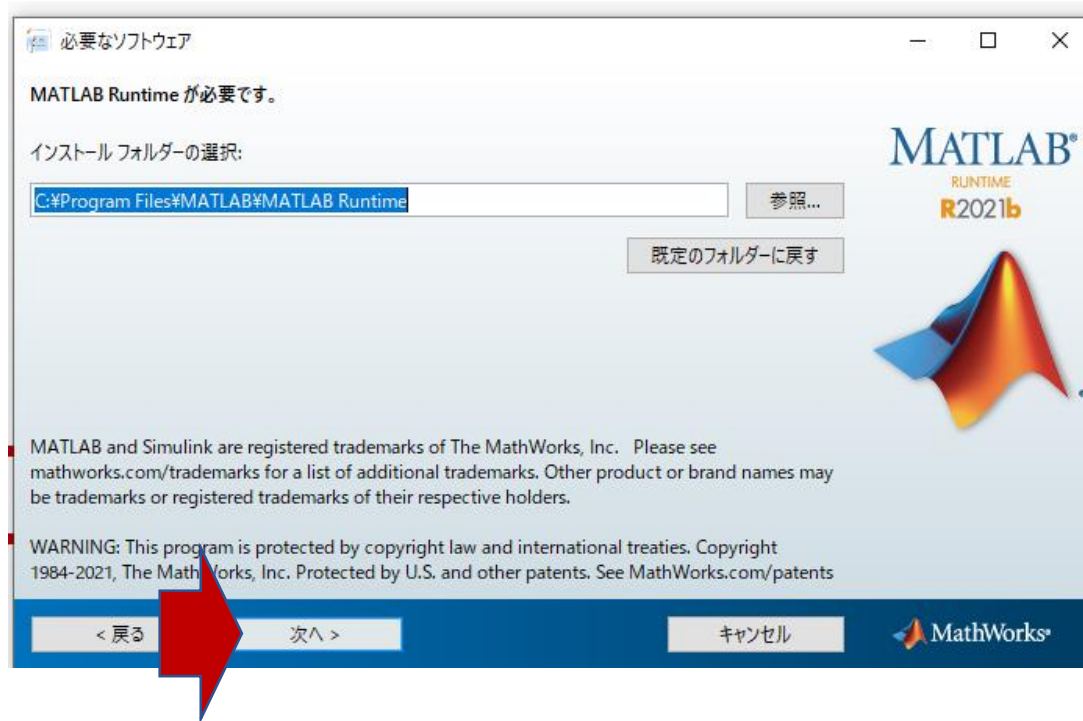 必要なソフトウェア
MATLAB Runtime が必要です。
インストール フォルダーの選択:
C:¥Program Files¥MATLAB¥MATLAB Runtime
参照...
既定のフォルダーに戻す
MATLAB®
RUNTIME
R2021b
MATLAB and Simulink are registered trademarks of The MathWorks, Inc. Please see
mathworks.com/trademarks for a list of additional trademarks. Other product or brand names may
be trademarks or registered trademarks of their respective holders.
WARNING: This program is protected by copyright law and international treaties. Copyright
1984-2021, The MathWorks, Inc. Protected by U.S. and other patents. See MathWorks.com/patents
< 戻る
次へ >
キャンセル
MathWorks®